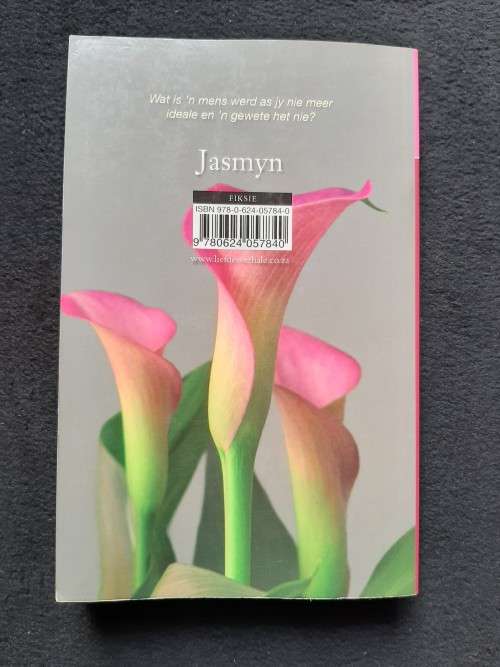 Wat is 'n mens werd as jy nie meer
ideale en 'n gewete het nie?
Jasmyn
FIKSIE
ISBN 978-0-624-05784-0
9 780624 057840
www.liefdesverhale.co.za